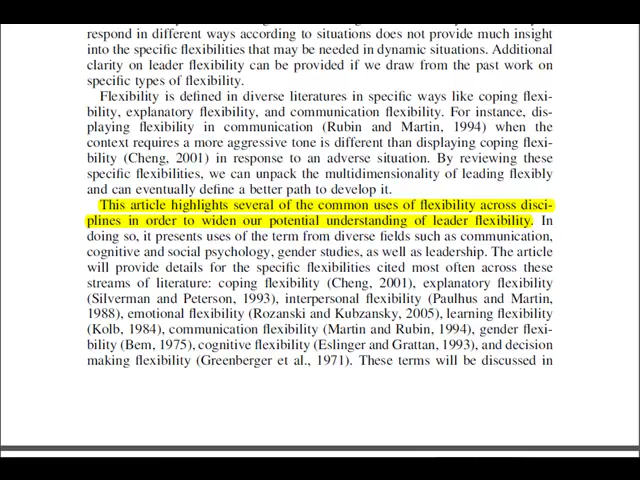 respond in different ways according to situations does not provide much insight
into the specific flexibilities that may be needed in dynamic situations. Additional
clarity on leader flexibility can be provided if we draw from the past work on
specific types of flexibility.
Flexibility is defined in diverse literatures in specific ways like coping flexi-
bility, explanatory flexibility, and communication flexibility. For instance, dis-
playing flexibility in communication (Rubin and Martin, 1994) when the
context requires a more aggressive tone is different than displaying coping flexi-
bility (Cheng, 2001) in response to an adverse situation. By reviewing these
specific flexibilities, we can unpack the multidimensionality of leading flexibly
and can eventually define a better path to develop it.
This article highlights several of the common uses of flexibility across disci-
plines in order to widen our potential understanding of leader flexibility. In
doing so, it presents uses of the term from diverse fields such as communication,
cognitive and social psychology, gender studies, as well as leadership. The article
will provide details for the specific flexibilities cited most often across these
streams of literature: coping flexibility (Cheng, 2001), explanatory flexibility
(Silverman and Peterson, 1993), interpersonal flexibility (Paulhus and Martin,
1988), emotional flexibility (Rozanski and Kubzansky, 2005), learning flexibility
(Kolb, 1984), communication flexibility (Martin and Rubin, 1994), gender flexi-
bility (Bem, 1975), cognitive flexibility (Eslinger and Grattan, 1993), and decision
making flexibility (Greenberger et al., 1971). These terms will be discussed in